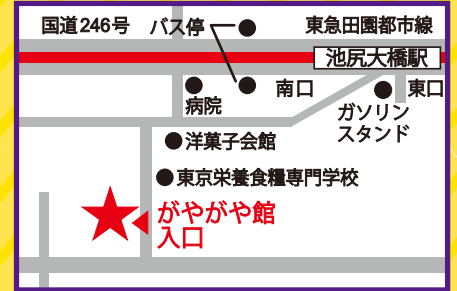 国道246号
バス停
東急田園都市線
池尻大橋駅
病院
南口
東口
ガソリン
スタンド
洋菓子会館
東京栄養食糧専門学校
がやがや館
入口